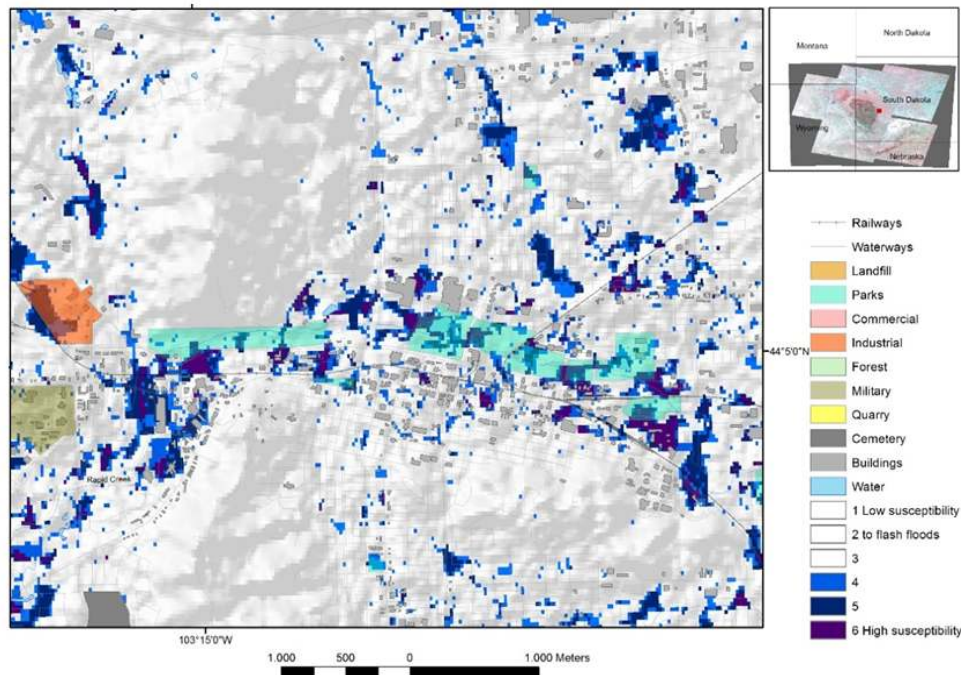 North Dakota
Montana
South Dakota
Wyoming
Nebraska
Railways
Waterways
Landfill
Parks
Commercial
Industrial
Forest
Military
Quarry
Cemetery
Buildings
Water
1 Low susceptibility
2 to flash floods
3
4
5
6 High susceptibility
44°5'0"N
Rapid Creek
103°15'0"W
1.000 500 0 1.000 Meters